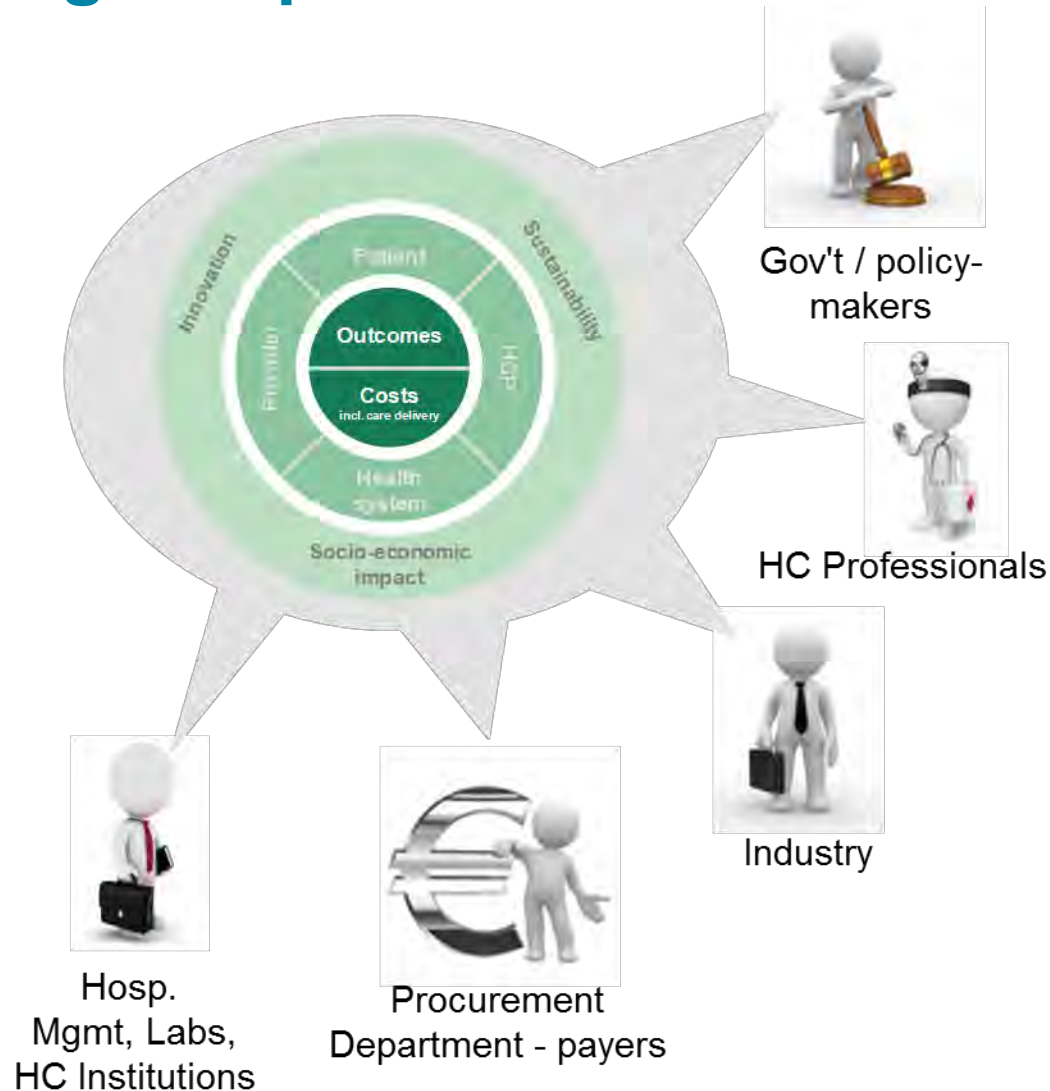 Gov't / policy-
makers
Innovation
Sustainability
Patient
Provider
HCP
Outcomes
Costs
incl. care delivery
Health
system
Socio-economic
impact
HC Professionals
Industry
Hosp.
Mgmt, Labs,
HC Institutions
Procurement
Department - payers